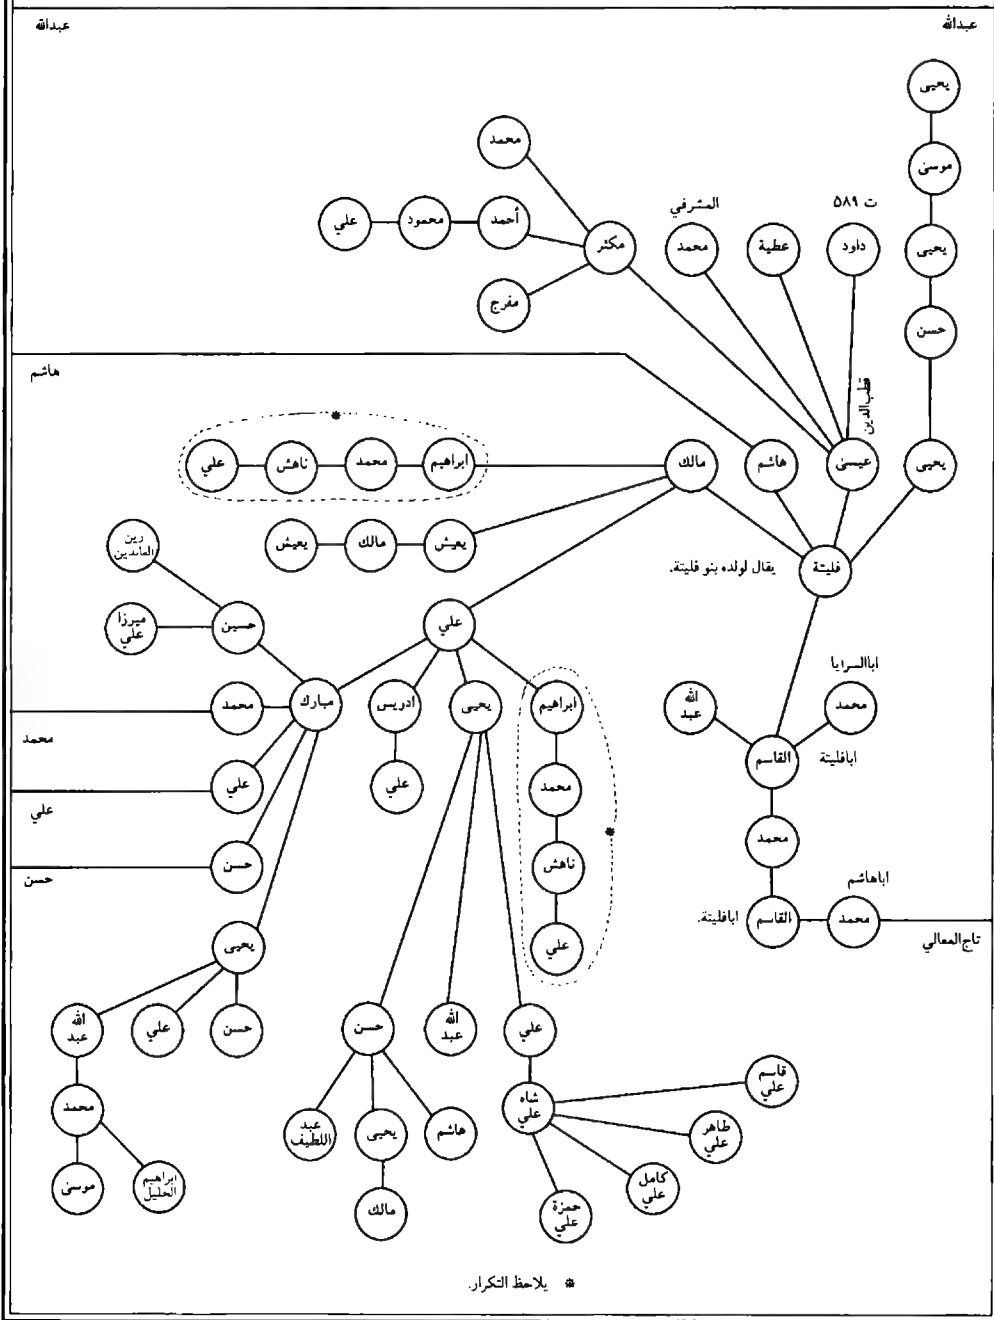 عبدالله
عبدالله
يحيى
محمد
موسى
المشرفي
ت ٥٨٩
علي
محمود
أحمد
مكثر
محمد
عطية
داود
يحيى
مفرج
حسن
هاشم
قطب الدين
علي
ناهش
محمد
ابراهيم
مالك
هاشم
عيسى
يحيى
يعيش
مالك
يعيش
زين العابدين
يقال لولده بنو فليتة.
فليتة
ميرزا علي
حسين
علي
اباالسرايا
محمد
مبارك
ادريس
يحيى
ابراهيم
عبد الله
محمد
محمد
القاسم
ابافليتة
علي
علي
علي
محمد
محمد
حسن
حسن
ناهش
اباهاشم
ابافليتة.
القاسم
محمد
تاج المعالي
يحيى
علي
عبد الله
علي
حسن
حسن
عبد الله
علي
محمد
شاه علي
قاسم علي
عبد اللطيف
يحيى
هاشم
طاهر علي
موسى
ابراهيم الخليل
مالك
حمزة علي
كامل علي
* يلاحظ التكرار.